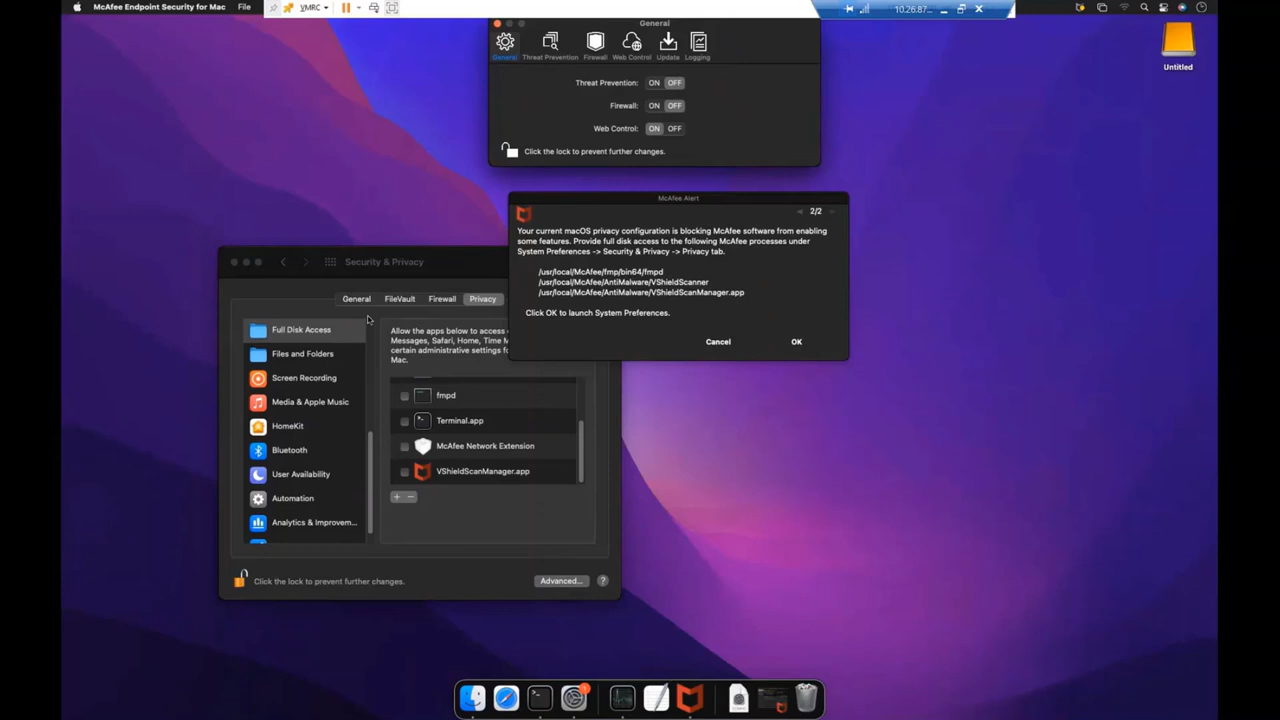 McAfee Endpoint Security for Mac File VMRC 10.26.87...
General
General Threat Prevention Firewall Web Control Update Logging
Threat Prevention: ON OFF
Firewall: ON OFF
Web Control: ON OFF
Click the lock to prevent further changes.
Untitled
McAfee Alert
2/2
Your current macOS privacy configuration is blocking McAfee software from enabling
some features. Provide full disk access to the following McAfee processes under
System Preferences -> Security & Privacy -> Privacy tab.
/usr/local/McAfee/fmp/bin64/fmpd
/usr/local/McAfee/AntiMalware/VShieldScanner
/usr/local/McAfee/AntiMalware/VShieldScanManager.app
Click OK to launch System Preferences.
Cancel OK
Security & Privacy
General FileVault Firewall Privacy
Full Disk Access
Files and Folders
Screen Recording
Media & Apple Music
HomeKit
Bluetooth
User Availability
Automation
Analytics & Improvem...
Allow the apps below to access
Messages, Safari, Home, Time M
certain administrative settings fo
Mac.
fmpd
Terminal.app
McAfee Network Extension
VShieldScanManager.app
Click the lock to prevent further changes.
Advanced... ?